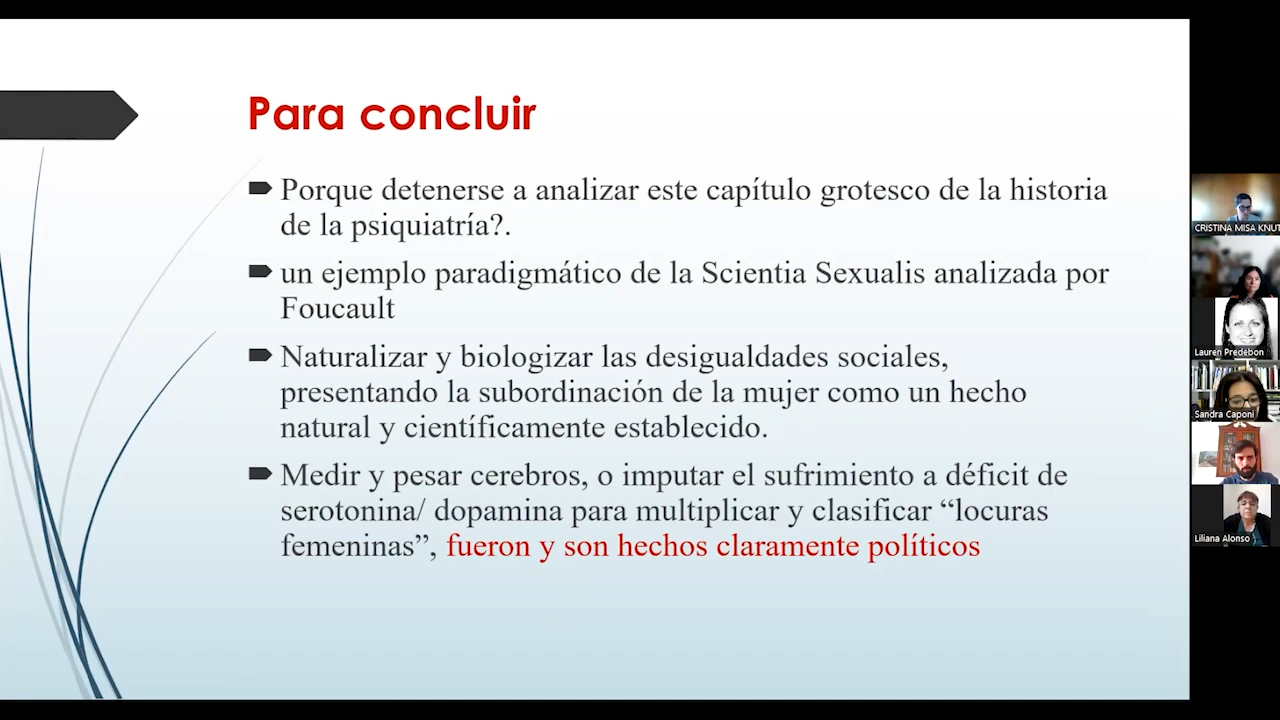 Para concluir
Porque detenerse a analizar este capítulo grotesco de la historia
de la psiquiatría?.
un ejemplo paradigmático de la Scientia Sexualis analizada por
Foucault
Naturalizar y biologizar las desigualdades sociales,
presentando la subordinación de la mujer como un hecho
natural y científicamente establecido.
Medir y pesar cerebros, o imputar el sufrimiento a déficit de
serotonina/ dopamina para multiplicar y clasificar “locuras
femeninas”, fueron y son hechos claramente políticos
CRISTINA MISA KNUT
Lauren Predebon
Sandra Caponi
Liliana Alonso